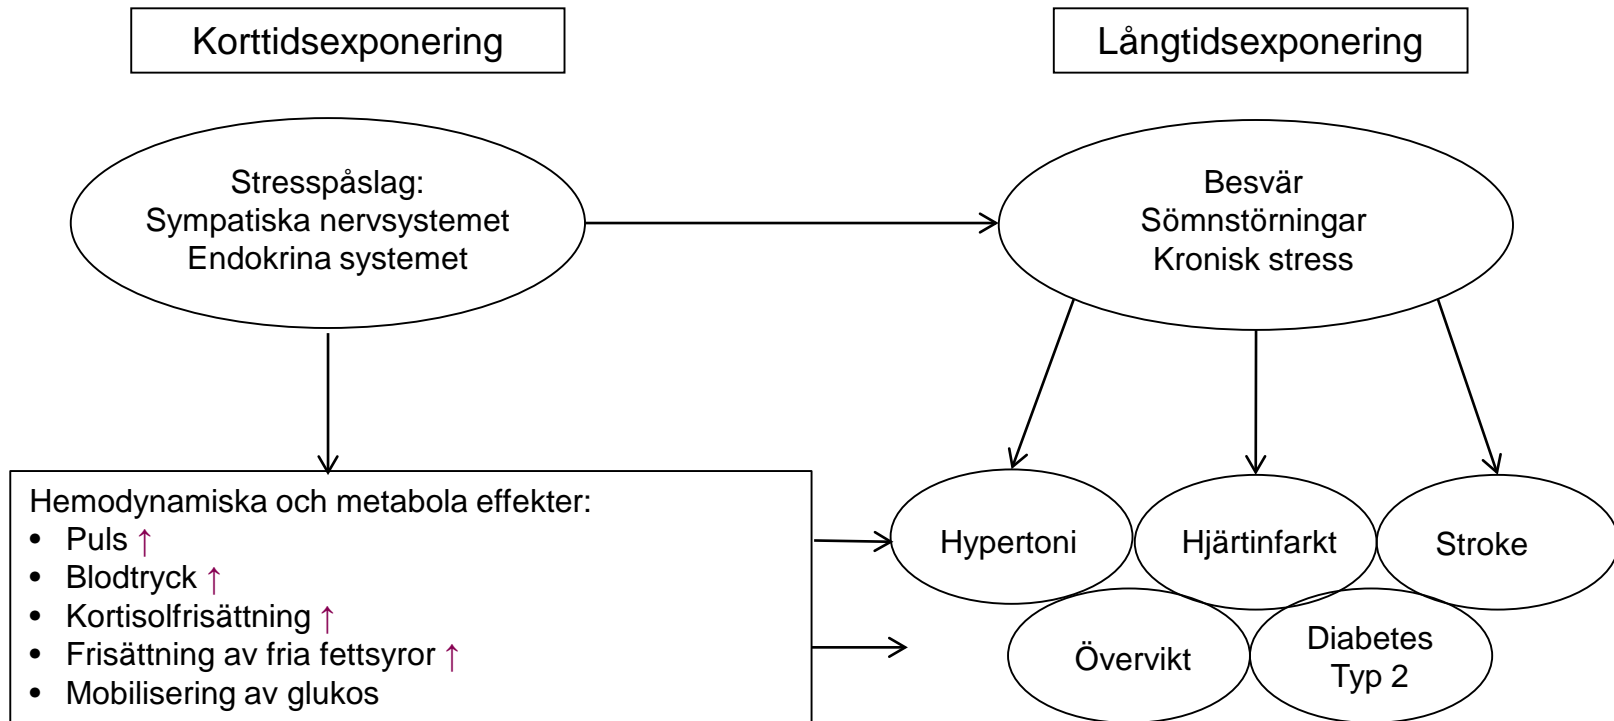 Korttidsexponering
Långtidsexponering
Stresspåslag:
Sympatiska nervsystemet
Endokrina systemet
Besvär
Sömnstörningar
Kronisk stress
Hemodynamiska och metabola effekter:
• Puls ↑
• Blodtryck ↑
• Kortisolfrisättning ↑
• Frisättning av fria fettsyror ↑
• Mobilisering av glukos
Hypertoni
Hjärtinfarkt
Stroke
Övervikt
Diabetes
Typ 2